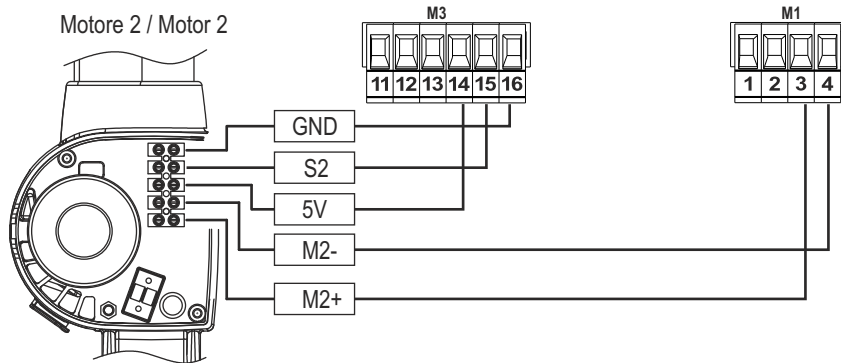 Motore 2 / Motor 2
M3
M1
11 12 13 14 15 16
1 2 3 4
GND
S2
5V
M2-
M2+